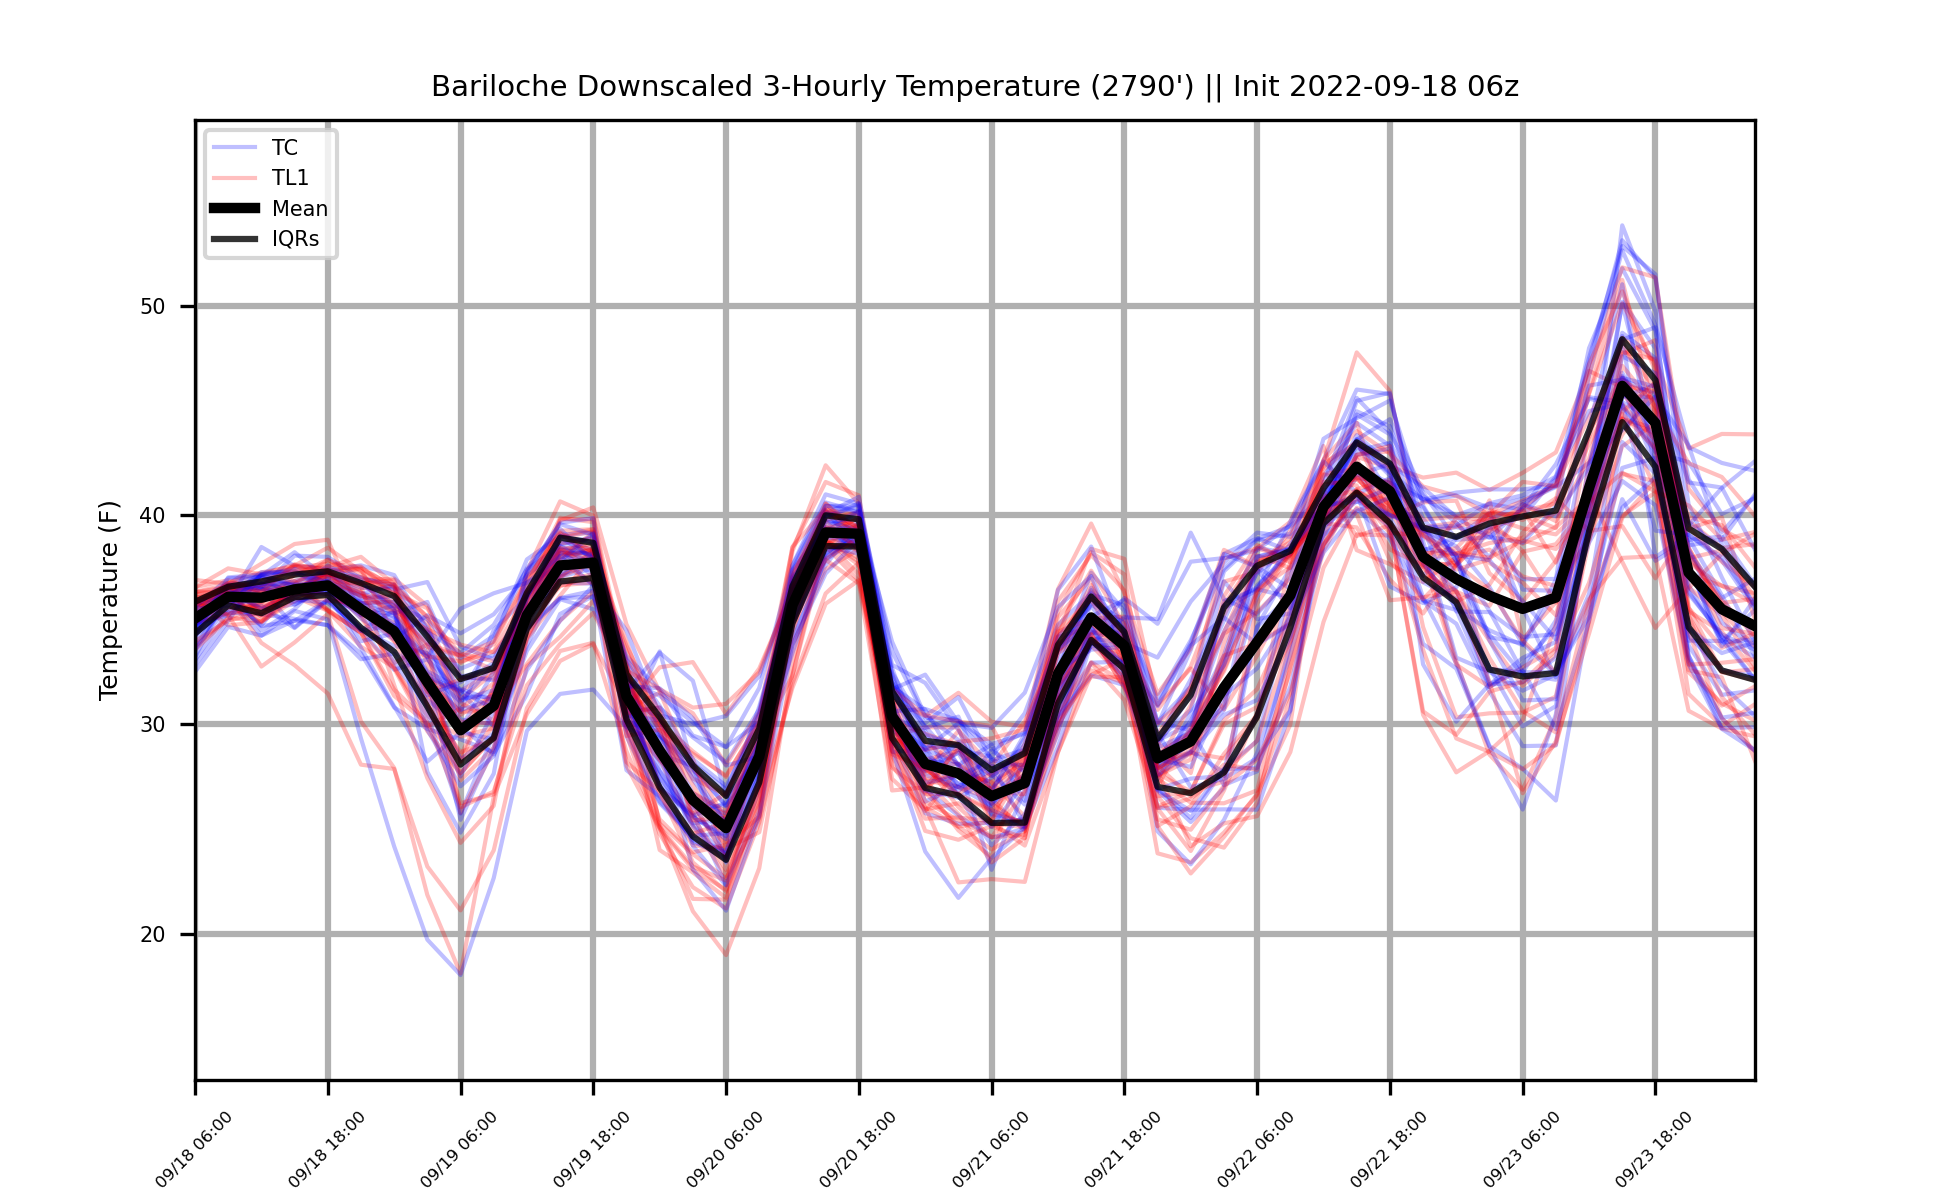 Bariloche Downscaled 3-Hourly Temperature (2790') || Init 2022-09-18 06z
TC
TL1
Mean
IQRs
Temperature (F)
50
40
30
20
09/18 06:00
09/18 18:00
09/19 06:00
09/19 18:00
09/20 06:00
09/20 18:00
09/21 06:00
09/21 18:00
09/22 06:00
09/22 18:00
09/23 06:00
09/23 18:00